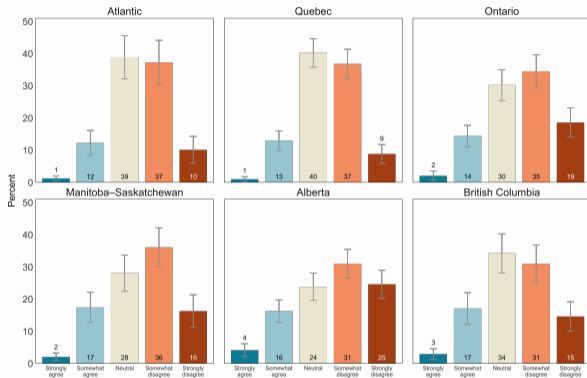 Atlantic Quebec Ontario
50
40
30
20
10
0
1 12 39 37 10
1 13 40 37 9
2 14 30 35 19
Percent
Manitoba–Saskatchewan Alberta British Columbia
50
40
30
20
10
0
2 17 28 36 16
4 16 24 31 25
3 17 34 31 15
Strongly agree Somewhat agree Neutral Somewhat disagree Strongly disagree
Strongly agree Somewhat agree Neutral Somewhat disagree Strongly disagree
Strongly agree Somewhat agree Neutral Somewhat disagree Strongly disagree